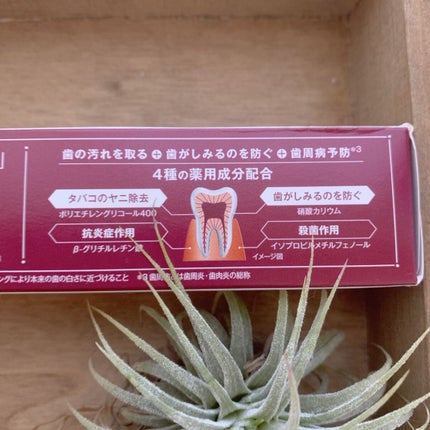 歯の汚れを取る + 歯がしみるのを防ぐ + 歯周病予防※3
4種の薬用成分配合
タバコのヤニ除去
ポリエチレングリコール400
歯がしみるのを防ぐ
硝酸カリウム
抗炎症作用
β-グリチルレチン酸
殺菌作用
イソプロピルメチルフェノール
イメージ図
ングにより本来の歯の白さに近づけること ※3 歯周病とは歯周炎・歯肉炎の総称